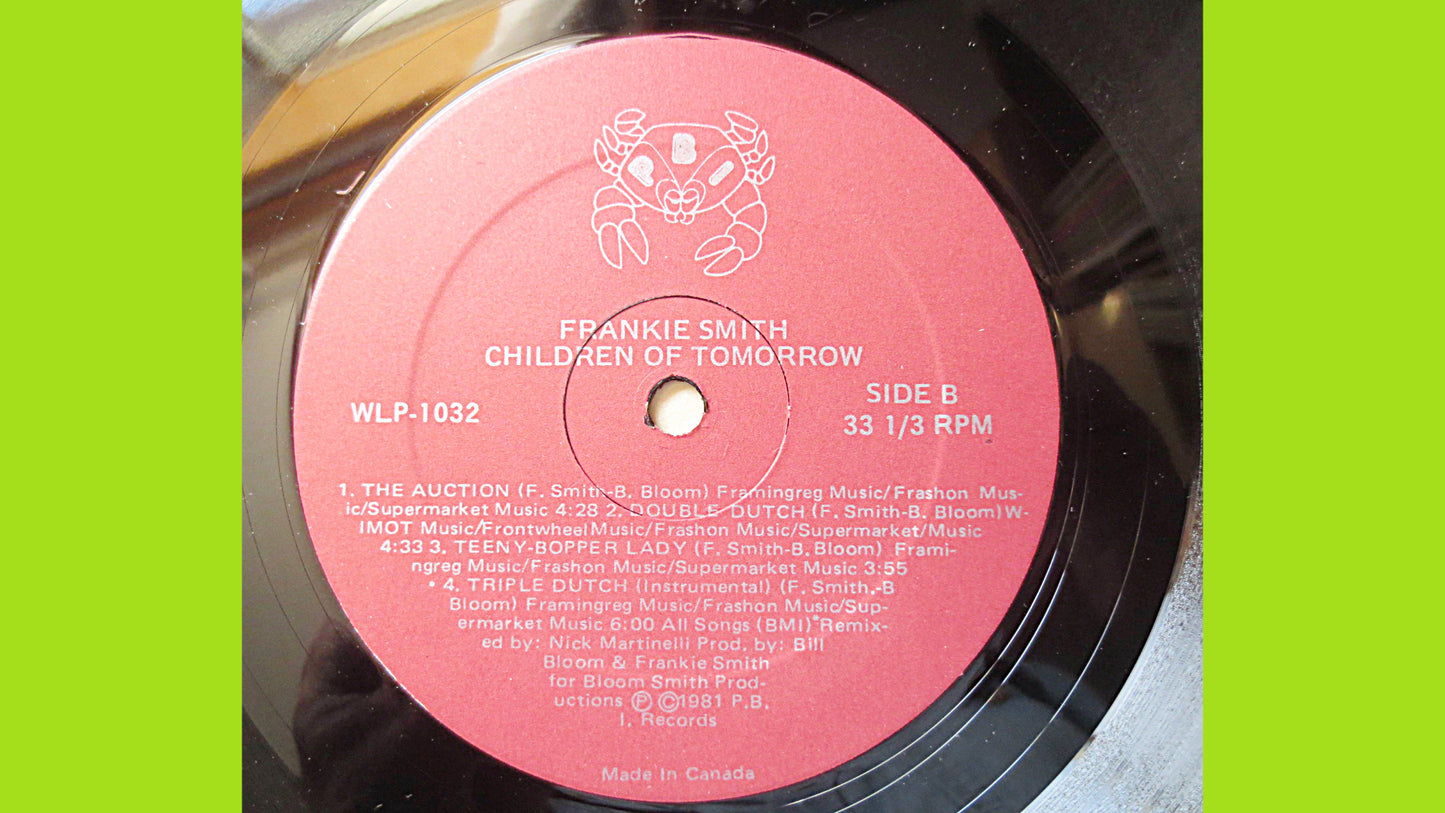 P B I
FRANKIE SMITH
CHILDREN OF TOMORROW
WLP-1032
SIDE B
33 1/3 RPM
1. THE AUCTION (F. Smith-B. Bloom) Framingreg Music/Frashon Mus-
ic/Supermarket Music 4:28 2. DOUBLE DUTCH (F. Smith-B. Bloom)W-
IMOT Music/FrontwheelMusic/Frashon Music/Supermarket/Music
4:33 3. TEENY-BOPPER LADY (F. Smith-B. Bloom) Frami-
ngreg Music/Frashon Music/Supermarket Music 3:55
* 4. TRIPLE DUTCH (Instrumental) (F. Smith.-B
Bloom) Framingreg Music/Frashon Music/Sup-
ermarket Music 6:00 All Songs (BMI)*Remix-
ed by: Nick Martinelli Prod. by: Bill
Bloom & Frankie Smith
for Bloom Smith Prod-
uctions Ⓟ ©1981 P.B.
I. Records
Made In Canada